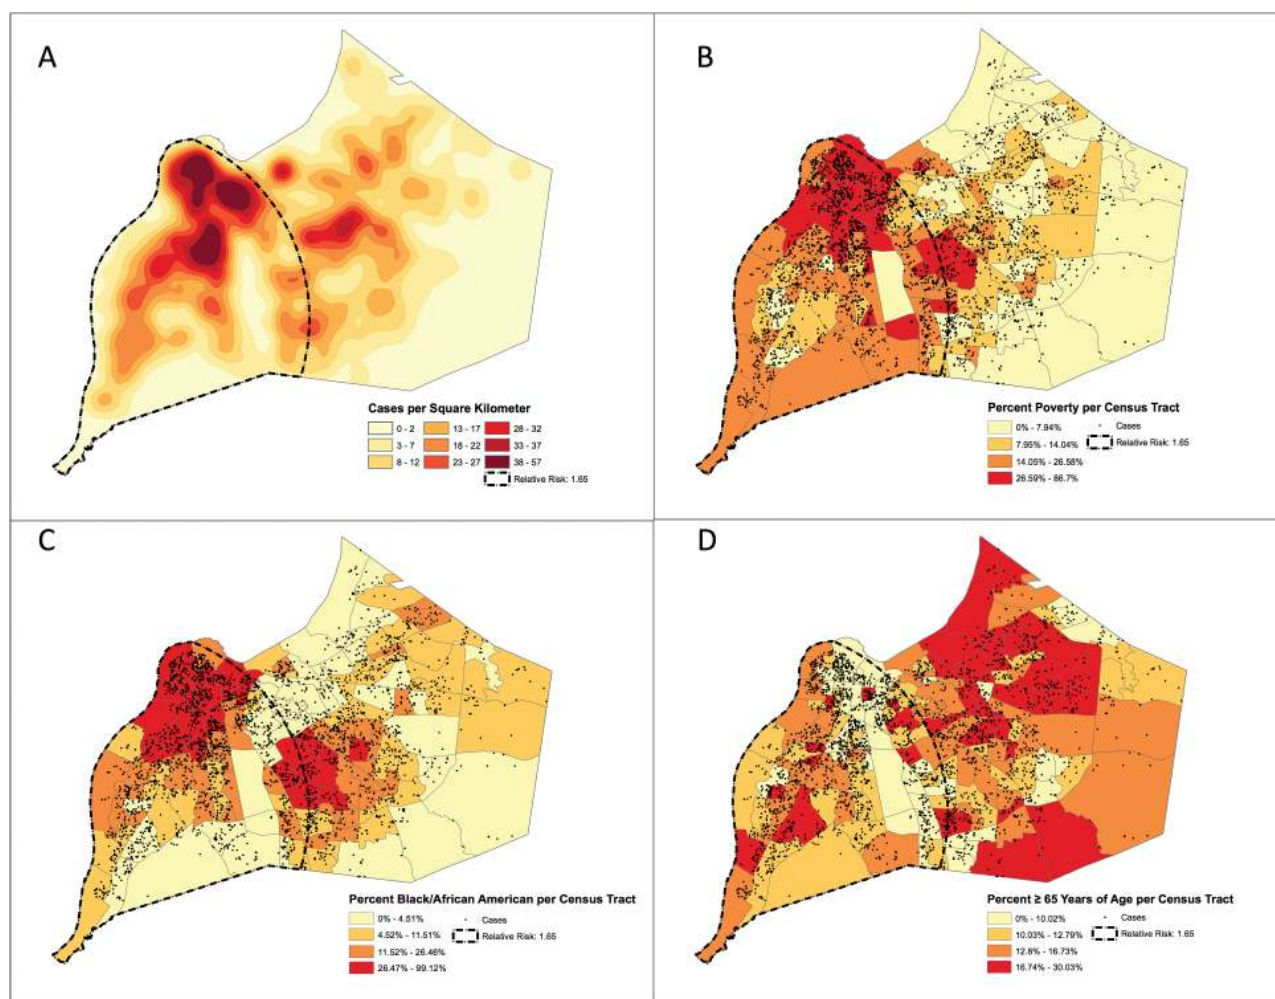 A
Cases per Square Kilometer
0 - 2 13 - 17 28 - 32
3 - 7 18 - 22 33 - 37
8 - 12 23 - 27 38 - 57
Relative Risk: 1.65
B
Percent Poverty per Census Tract
0% - 7.94% Cases
7.95% - 14.04% Relative Risk: 1.65
14.05% - 26.58%
26.59% - 86.7%
C
Percent Black/African American per Census Tract
0% - 4.51% Cases
4.52% - 11.51% Relative Risk: 1.65
11.52% - 26.46%
26.47% - 99.12%
D
Percent ≥ 65 Years of Age per Census Tract
0% - 10.02% Cases
10.03% - 12.79% Relative Risk: 1.65
12.8% - 16.73%
16.74% - 30.03%